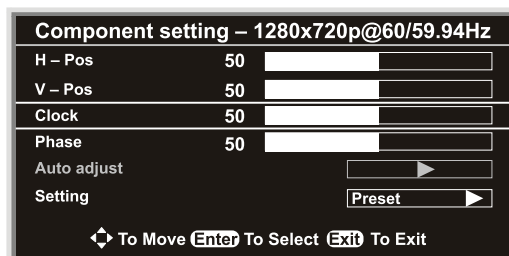 Component setting – 1280x720p@60/59.94Hz
H – Pos 50
V – Pos 50
Clock 50
Phase 50
Auto adjust
Setting Preset
To Move Enter To Select Exit To Exit